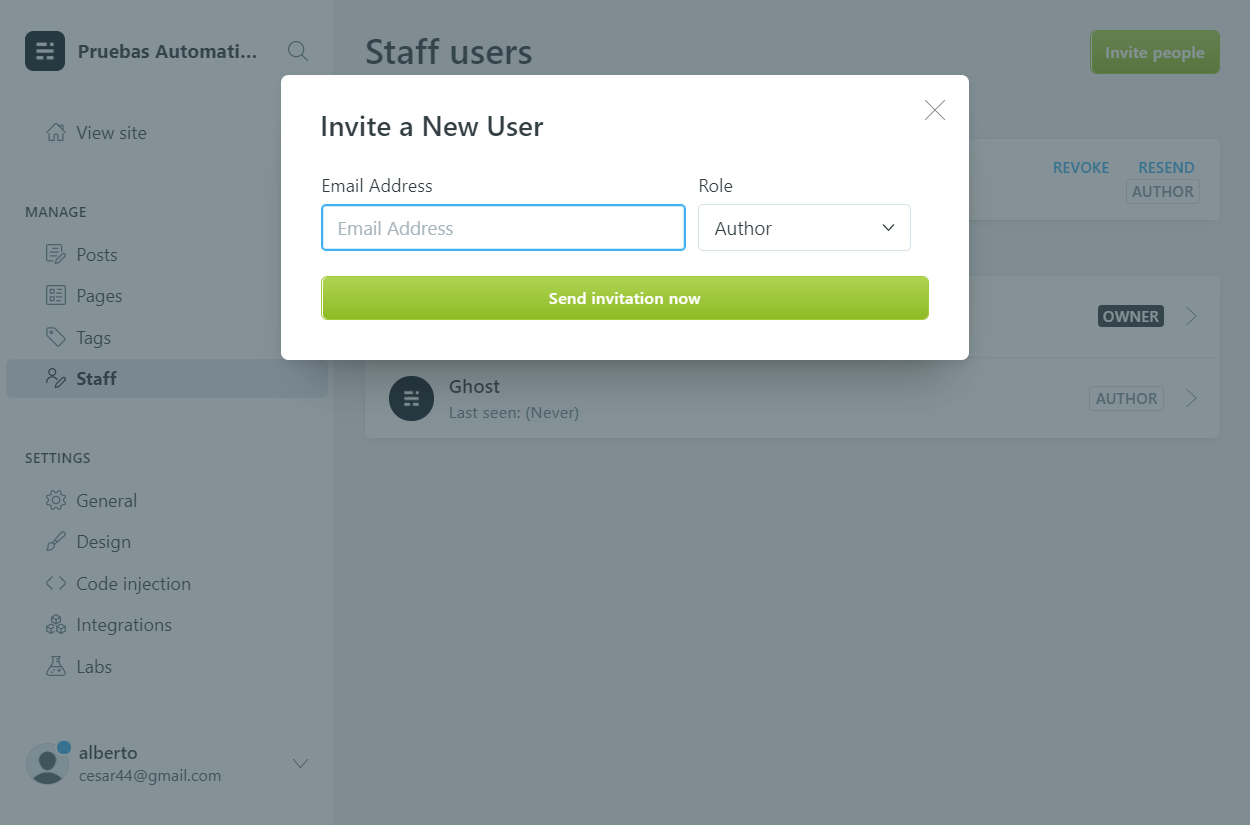 Pruebas Automati...
View site
MANAGE
Posts
Pages
Tags
Staff
SETTINGS
General
Design
Code injection
Integrations
Labs
alberto
cesar44@gmail.com
Staff users
Invite people
Invite a New User
Email Address
Role
Email Address
Author
Send invitation now
REVOKE
RESEND
AUTHOR
OWNER
Ghost
Last seen: (Never)
AUTHOR